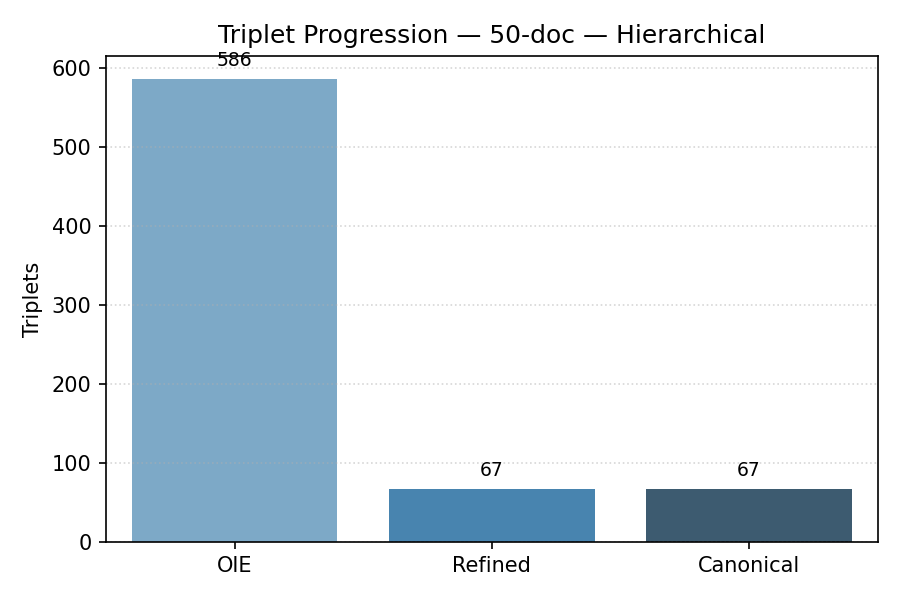 Triplet Progression — 50-doc — Hierarchical
586
600
500
400
300
200
100
0
Triplets
67
67
OIE
Refined
Canonical